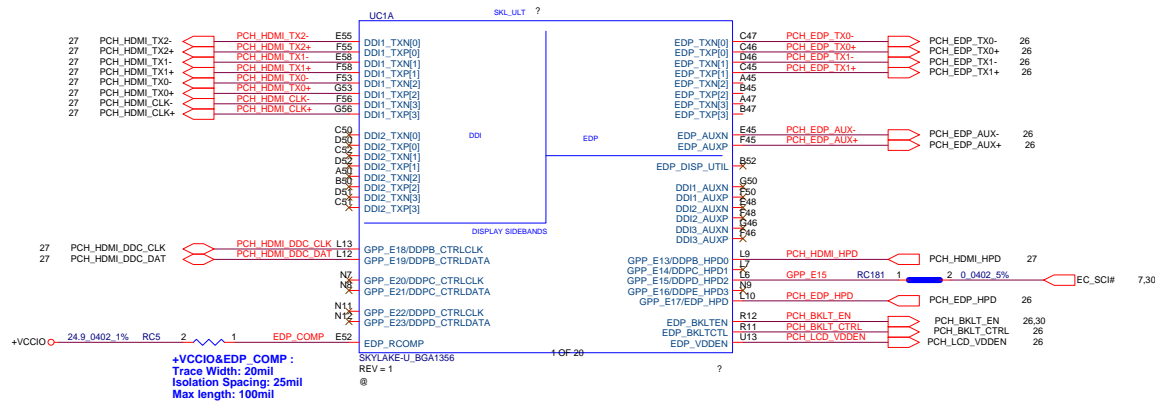 UC1A
SKL_ULT ?
27 PCH_HDMI_TX2- PCH_HDMI_TX2- E55 DDI1_TXN[0]
27 PCH_HDMI_TX2+ PCH_HDMI_TX2+ F55 DDI1_TXP[0]
27 PCH_HDMI_TX1- PCH_HDMI_TX1- E58 DDI1_TXN[1]
27 PCH_HDMI_TX1+ PCH_HDMI_TX1+ F58 DDI1_TXP[1]
27 PCH_HDMI_TX0- PCH_HDMI_TX0- F53 DDI1_TXN[2]
27 PCH_HDMI_TX0+ PCH_HDMI_TX0+ G53 DDI1_TXP[2]
27 PCH_HDMI_CLK- PCH_HDMI_CLK- F56 DDI1_TXN[3]
27 PCH_HDMI_CLK+ PCH_HDMI_CLK+ G56 DDI1_TXP[3]
C50 DDI2_TXN[0]
D50 DDI2_TXP[0]
C52 DDI2_TXN[1]
D52 DDI2_TXP[1]
A50 DDI2_TXN[2]
B50 DDI2_TXP[2]
D51 DDI2_TXN[3]
C51 DDI2_TXP[3]
DDI
EDP
EDP_TXN[0] C47 PCH_EDP_TX0- PCH_EDP_TX0- 26
EDP_TXP[0] C46 PCH_EDP_TX0+ PCH_EDP_TX0+ 26
EDP_TXN[1] D46 PCH_EDP_TX1- PCH_EDP_TX1- 26
EDP_TXP[1] C45 PCH_EDP_TX1+ PCH_EDP_TX1+ 26
EDP_TXN[2] A45
EDP_TXP[2] B45
EDP_TXN[3] A47
EDP_TXP[3] B47
EDP_AUXN E45 PCH_EDP_AUX- PCH_EDP_AUX- 26
EDP_AUXP F45 PCH_EDP_AUX+ PCH_EDP_AUX+ 26
EDP_DISP_UTIL B52
DDI1_AUXN G50
DDI1_AUXP F50
DDI2_AUXN E48
DDI2_AUXP F48
DDI3_AUXN G46
DDI3_AUXP F46
DISPLAY SIDEBANDS
27 PCH_HDMI_DDC_CLK PCH_HDMI_DDC_CLK L13 GPP_E18/DDPB_CTRLCLK
27 PCH_HDMI_DDC_DAT PCH_HDMI_DDC_DAT L12 GPP_E19/DDPB_CTRLDATA
N7 GPP_E20/DDPC_CTRLCLK
N8 GPP_E21/DDPC_CTRLDATA
N11 GPP_E22/DDPD_CTRLCLK
N12 GPP_E23/DDPD_CTRLDATA
+VCCIO 24.9_0402_1% RC5 2 1 EDP_COMP E52 EDP_RCOMP
GPP_E13/DDPB_HPD0 L9 PCH_HDMI_HPD PCH_HDMI_HPD 27
GPP_E14/DDPC_HPD1 L7
GPP_E15/DDPD_HPD2 L6 GPP_E15 RC181 1 2 0_0402_5% EC_SCI# 7,30
GPP_E16/DDPE_HPD3 N9
GPP_E17/EDP_HPD L10 PCH_EDP_HPD PCH_EDP_HPD 26
EDP_BKLTEN R12 PCH_BKLT_EN PCH_BKLT_EN 26,30
EDP_BKLTCTL R11 PCH_BKLT_CTRL PCH_BKLT_CTRL 26
EDP_VDDEN U13 PCH_LCD_VDDEN PCH_LCD_VDDEN 26
1 OF 20
SKYLAKE-U_BGA1356
REV = 1 ?
@
+VCCIO&EDP_COMP :
Trace Width: 20mil
Isolation Spacing: 25mil
Max length: 100mil